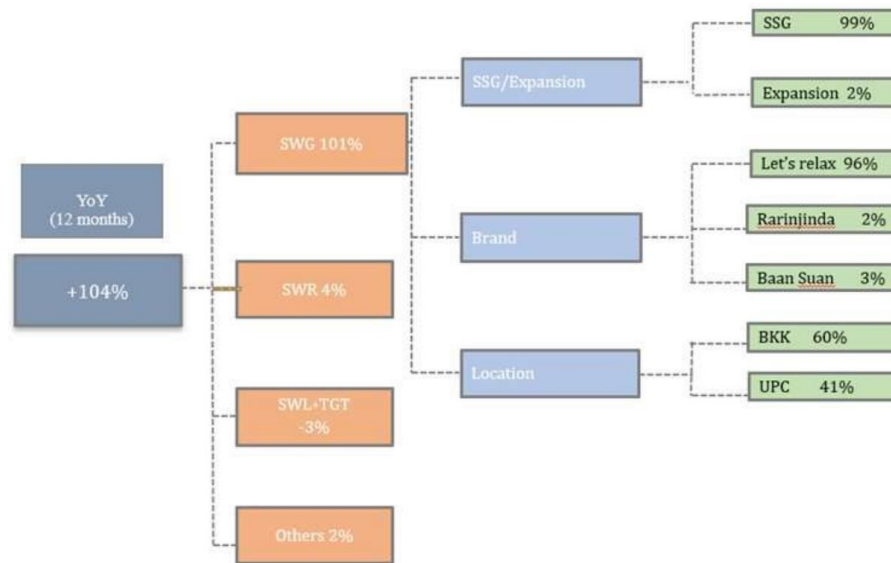 YoY
(12 months)
+104%
SWG 101%
SWR 4%
SWL+TGT
-3%
Others 2%
SSG/Expansion
Brand
Location
SSG 99%
Expansion 2%
Let's relax 96%
Rarinjinda 2%
Baan Suan 3%
BKK 60%
UPC 41%